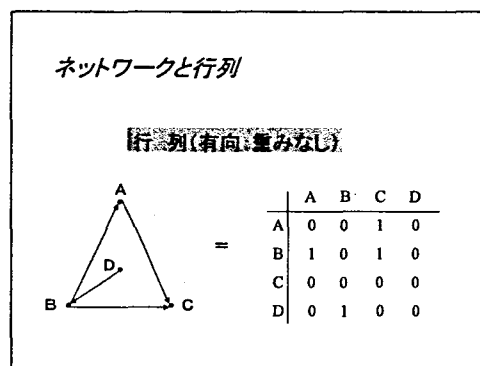 ネットワークと行列
行 列(有向:重みなし)
A
D
B
C
=
A B C D
A 0 0 1 0
B 1 0 1 0
C 0 0 0 0
D 0 1 0 0